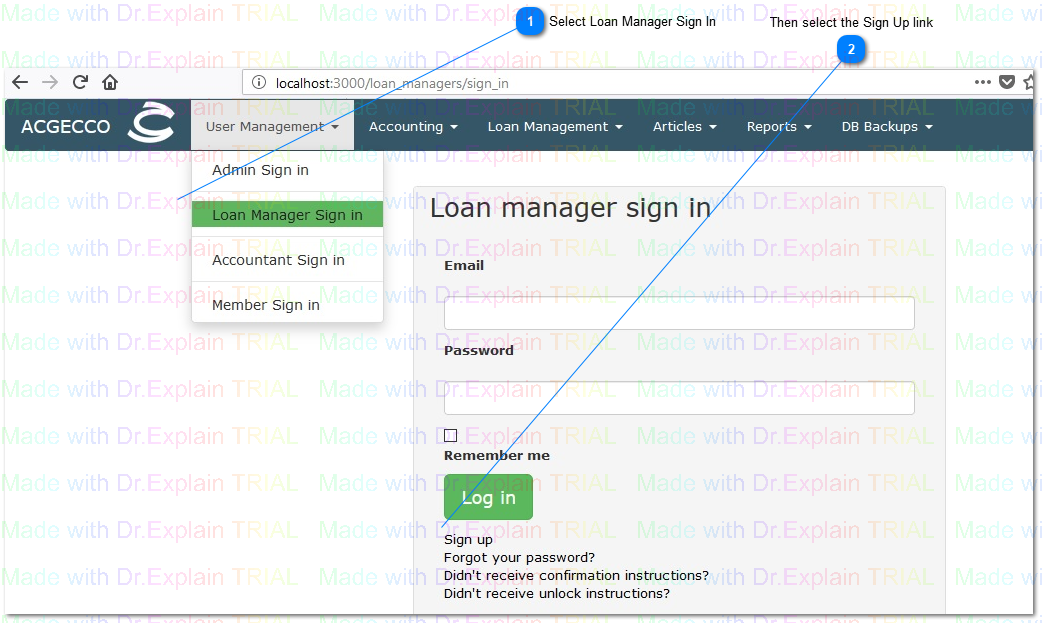 1 Select Loan Manager Sign In
Then select the Sign Up link
2
localhost:3000/loan_managers/sign_in
ACGECCO User Management Accounting Loan Management Articles Reports DB Backups
Admin Sign in
Loan Manager Sign in
Accountant Sign in
Member Sign in
Loan manager sign in
Email
Password
Remember me
Log in
Sign up
Forgot your password?
Didn't receive confirmation instructions?
Didn't receive unlock instructions?
Made with Dr.Explain TRIAL